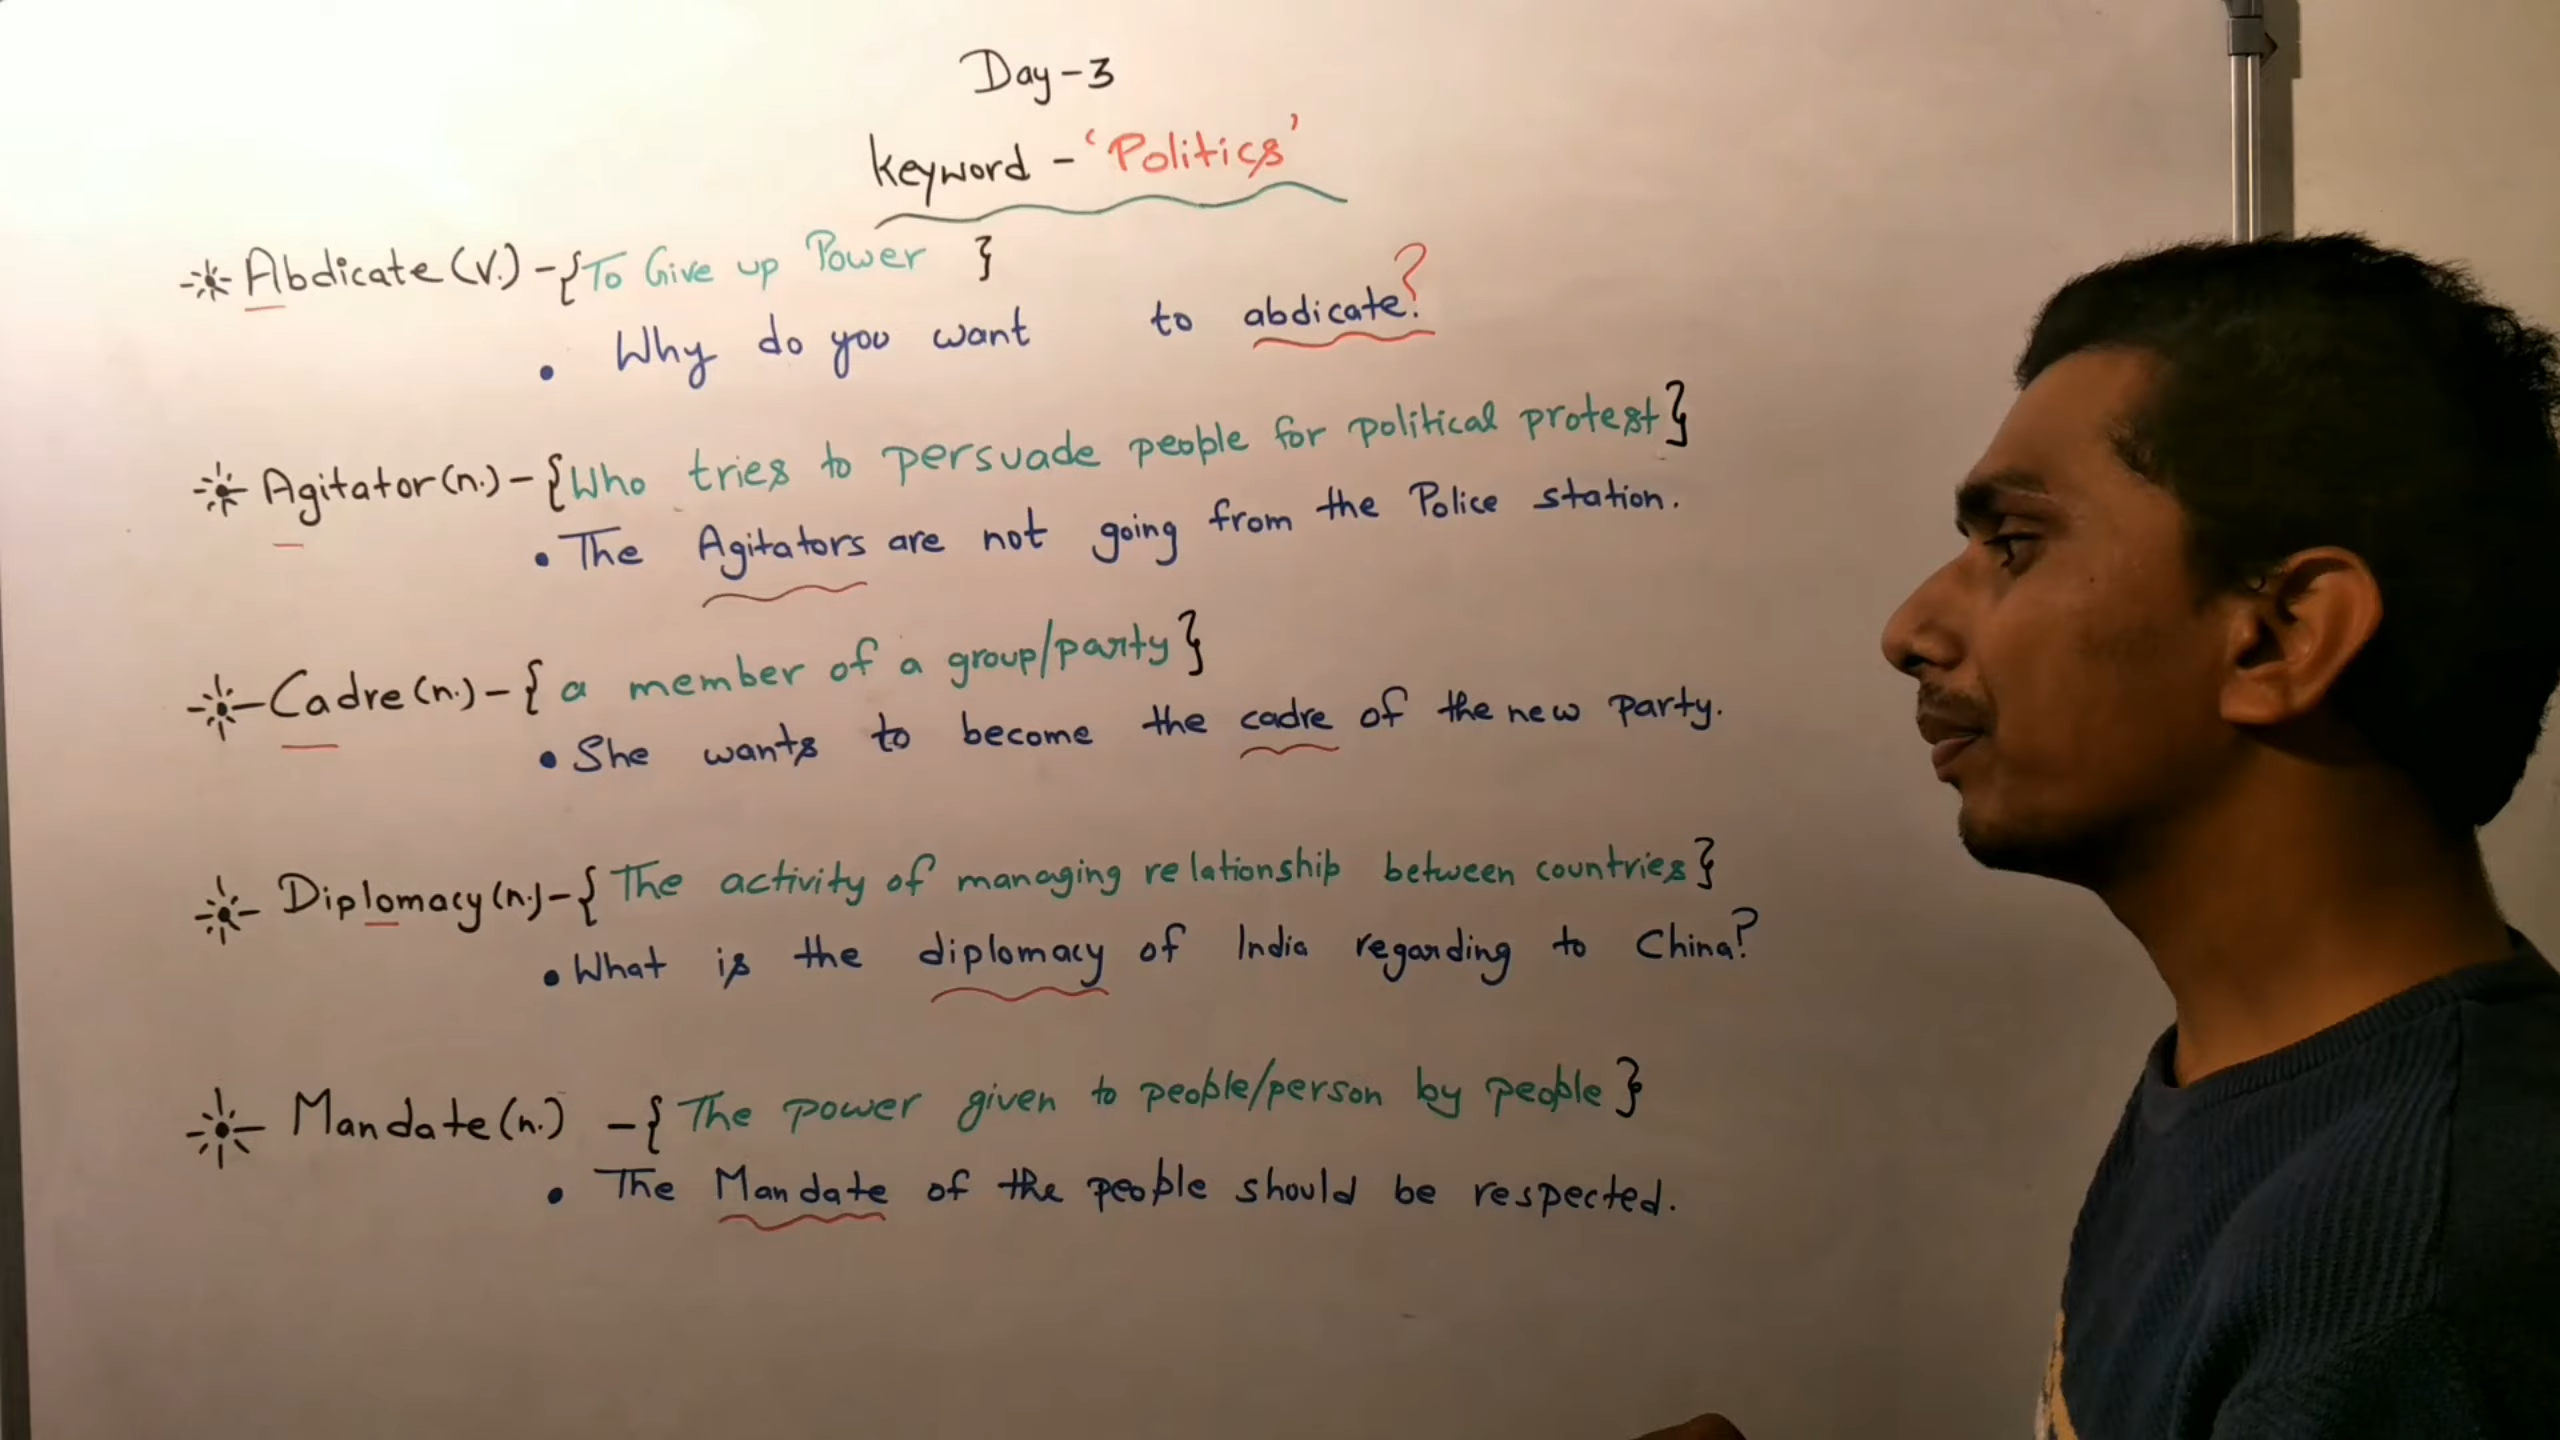 Day-3
Keyword - 'Politics'
Abdicate (V.) - {To Give up Power }
• Why do you want to abdicate?
Agitator (n.) - {Who tries to persuade people for political protest}
• The Agitators are not going from the Police station.
Cadre (n.) - { a member of a group/party}
• She wants to become the cadre of the new party.
Diplomacy (n.) - { The activity of managing relationship between countries}
• What is the diplomacy of India regarding to China?
Mandate (n.) - { The power given to people/person by people }
• The Mandate of the people should be respected.